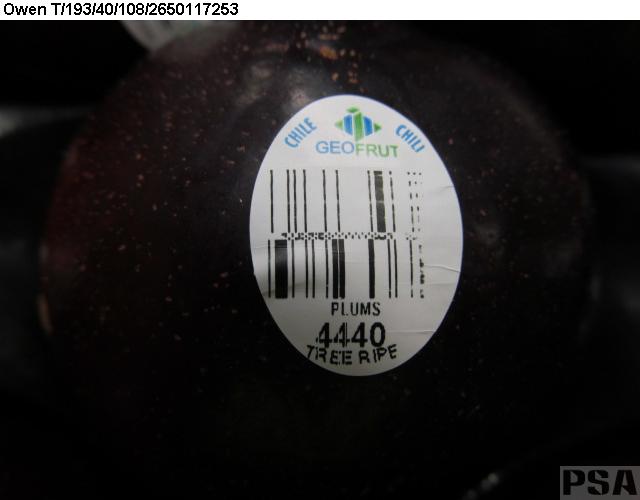 Owen T/193/40/108/2650117253
CHILE CHILI
GEOFRUT
PLUMS
4440
TREE RIPE
PSA